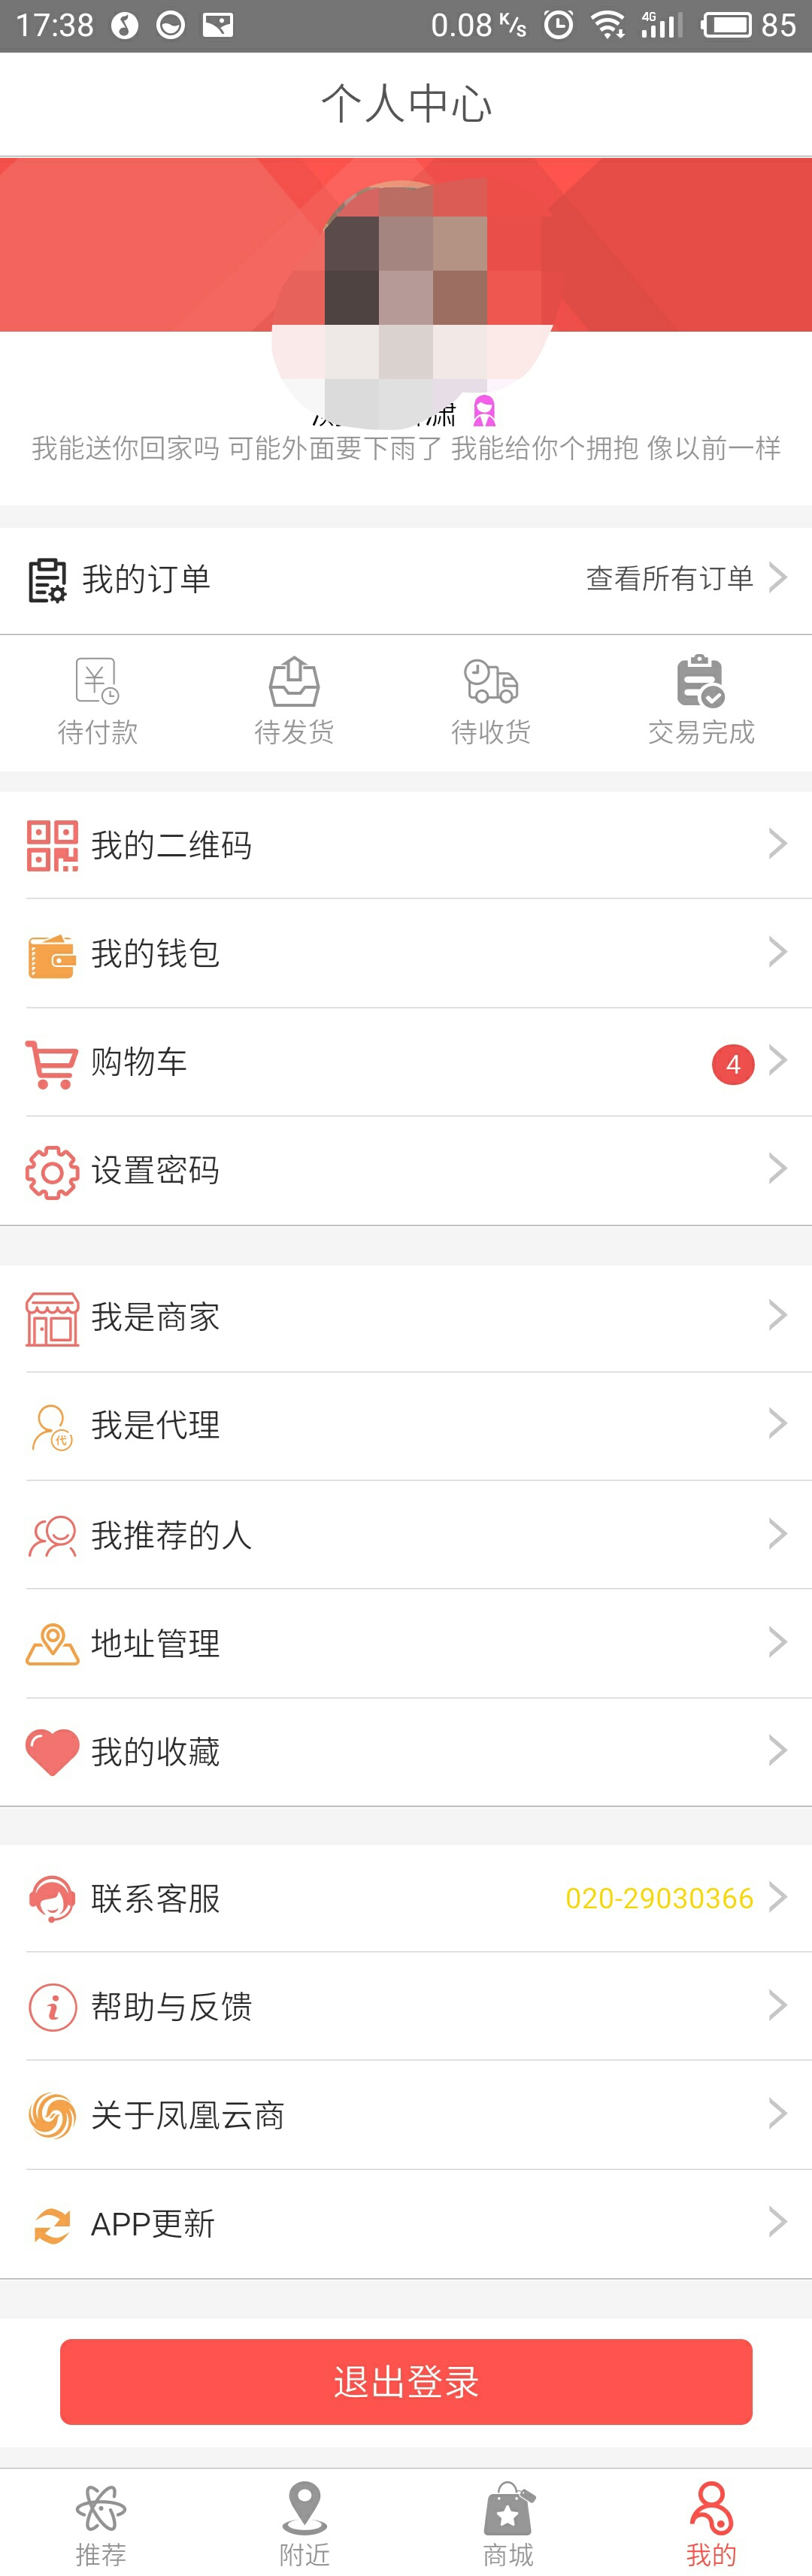 17:38 0.08 K/s 4G 85
个人中心
肃
我能送你回家吗 可能外面要下雨了 我能给你个拥抱 像以前一样
我的订单 查看所有订单
待付款 待发货 待收货 交易完成
我的二维码
我的钱包
购物车 4
设置密码
我是商家
代 我是代理
我推荐的人
地址管理
我的收藏
联系客服 020-29030366
帮助与反馈
关于凤凰云商
APP更新
退出登录
推荐 附近 商城 我的